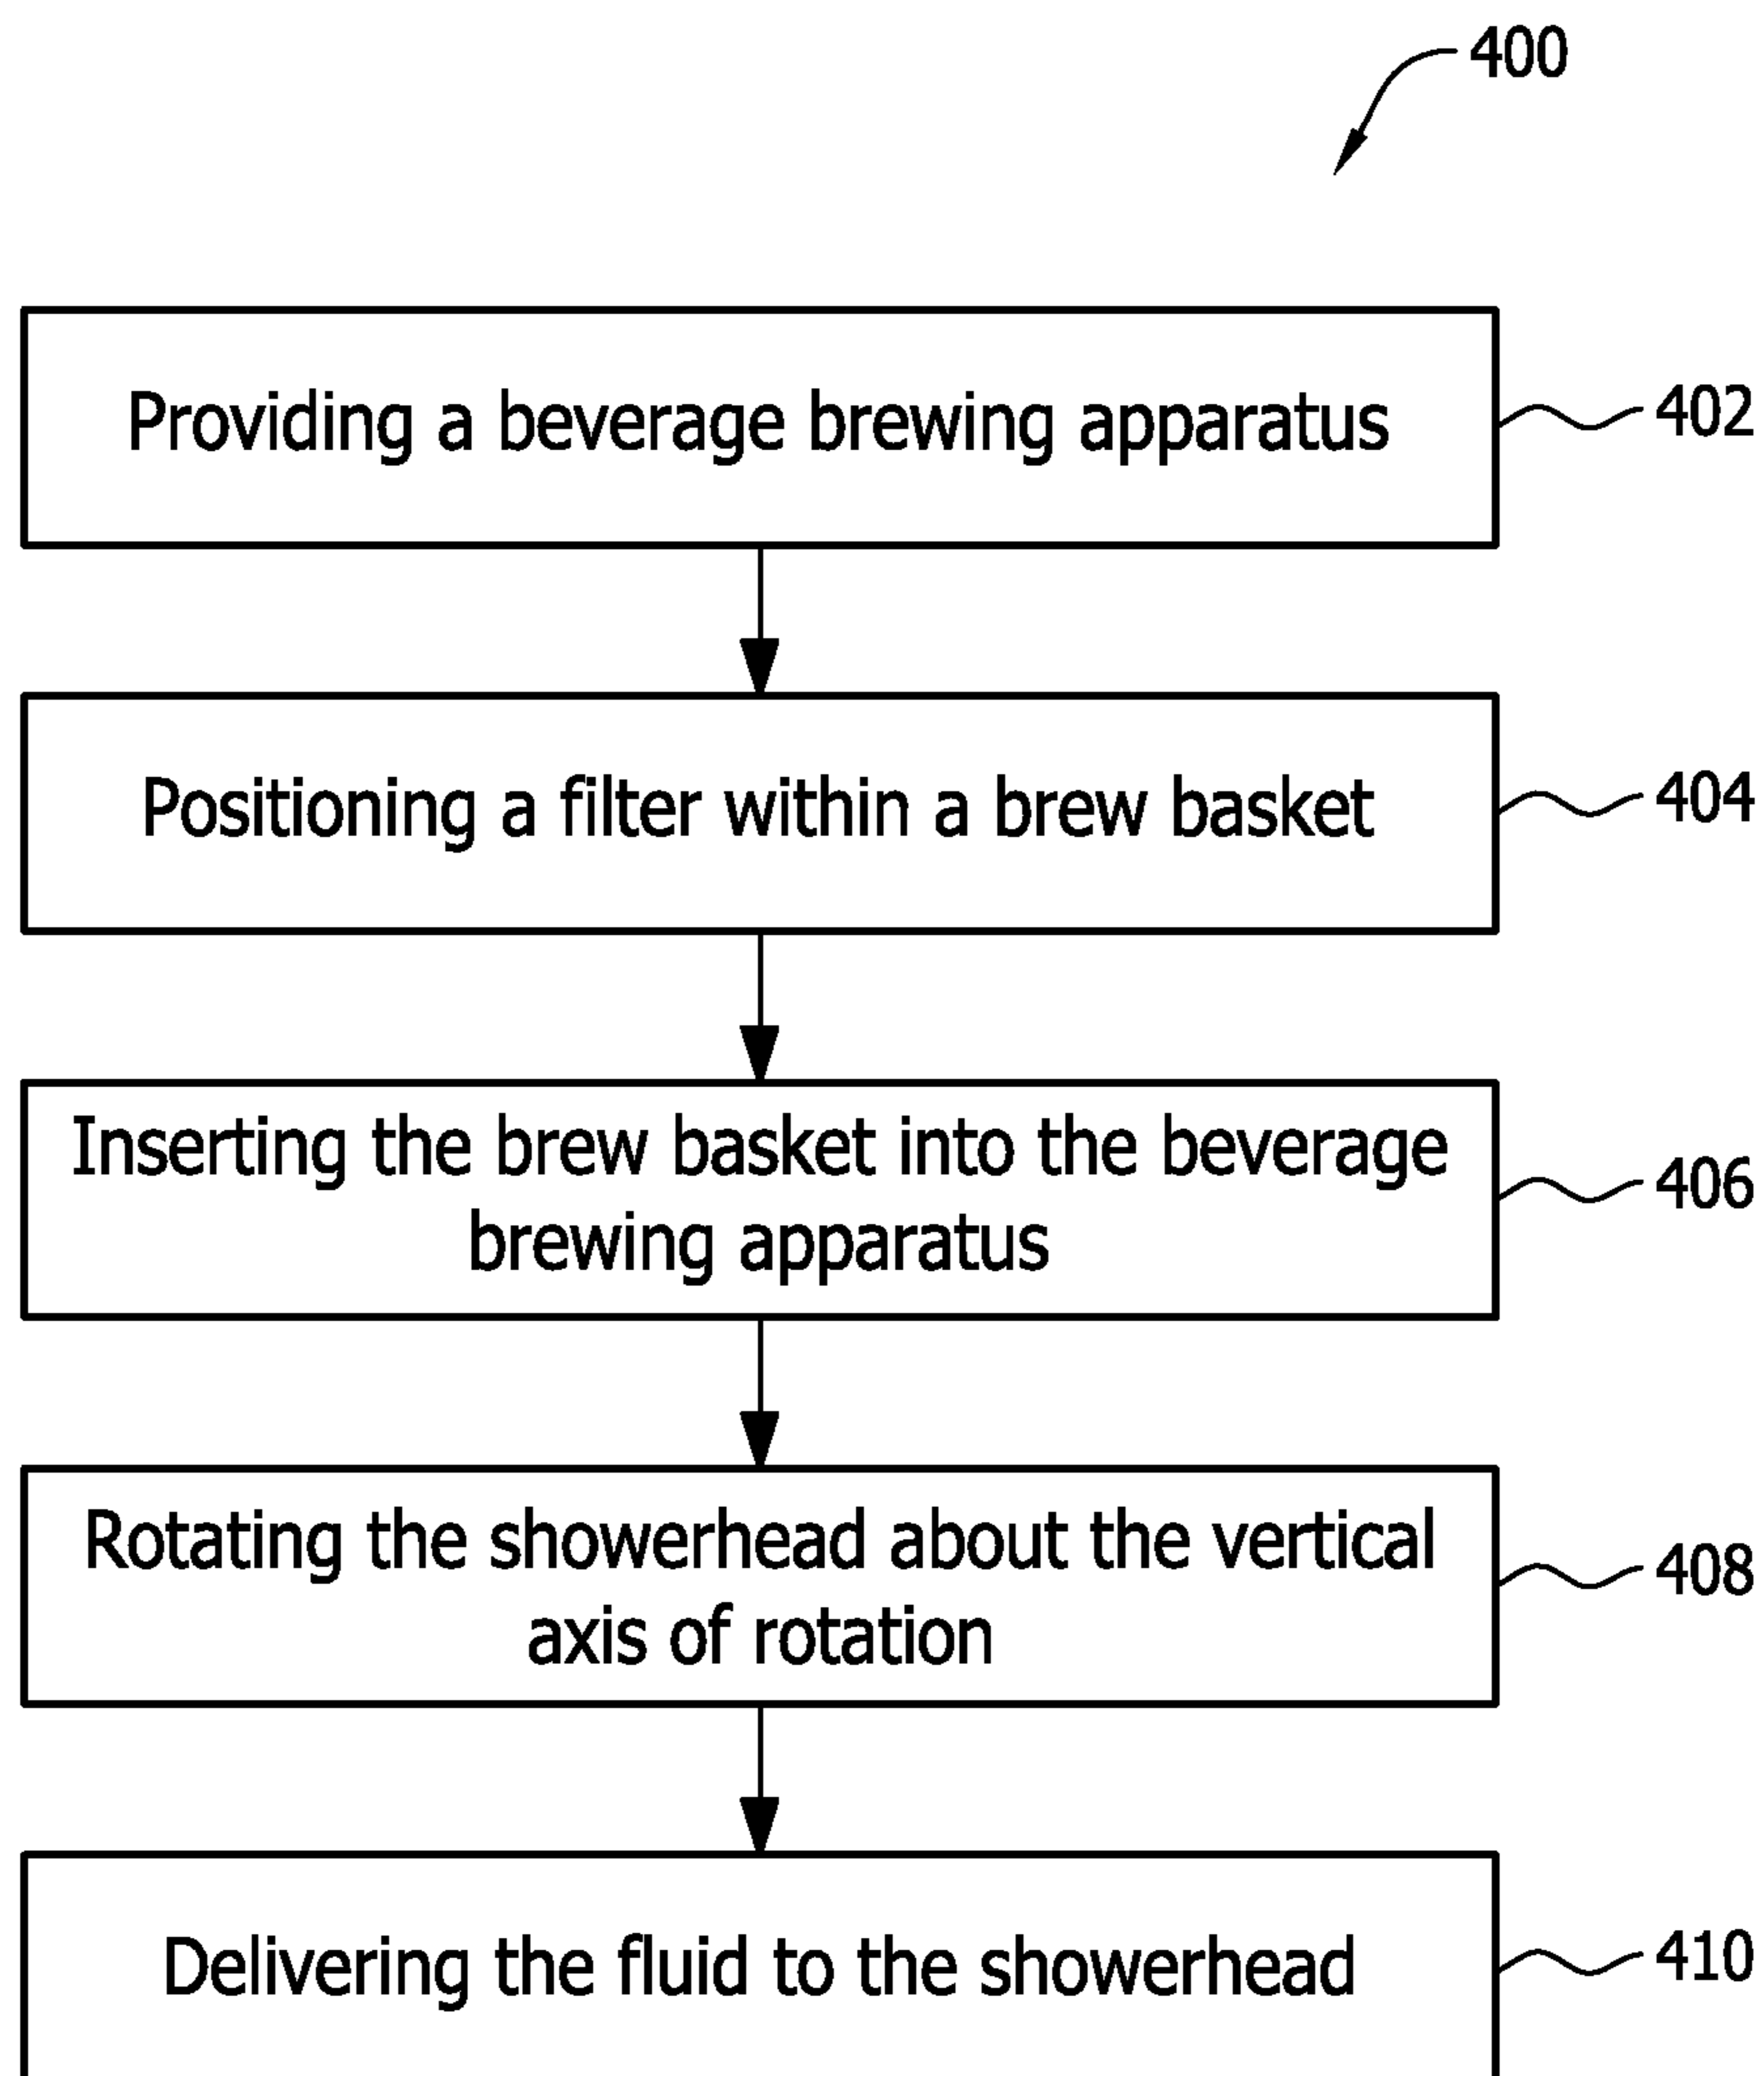 400
Providing a beverage brewing apparatus
402
Positioning a filter within a brew basket
404
Inserting the brew basket into the beverage
brewing apparatus
406
Rotating the showerhead about the vertical
axis of rotation
408
Delivering the fluid to the showerhead
410